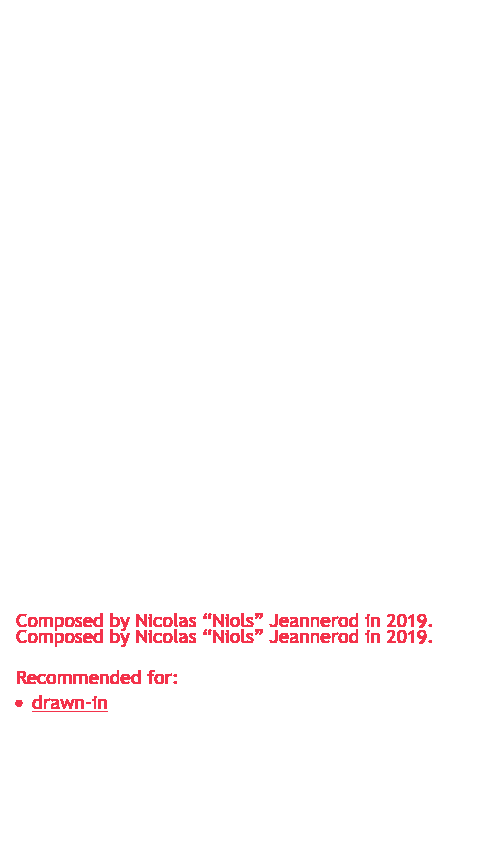 Composed by Nicolas “Niols” Jeannerod in 2019.
Composed by Nicolas “Niols” Jeannerod in 2019.
Recommended for:
• drawn-in